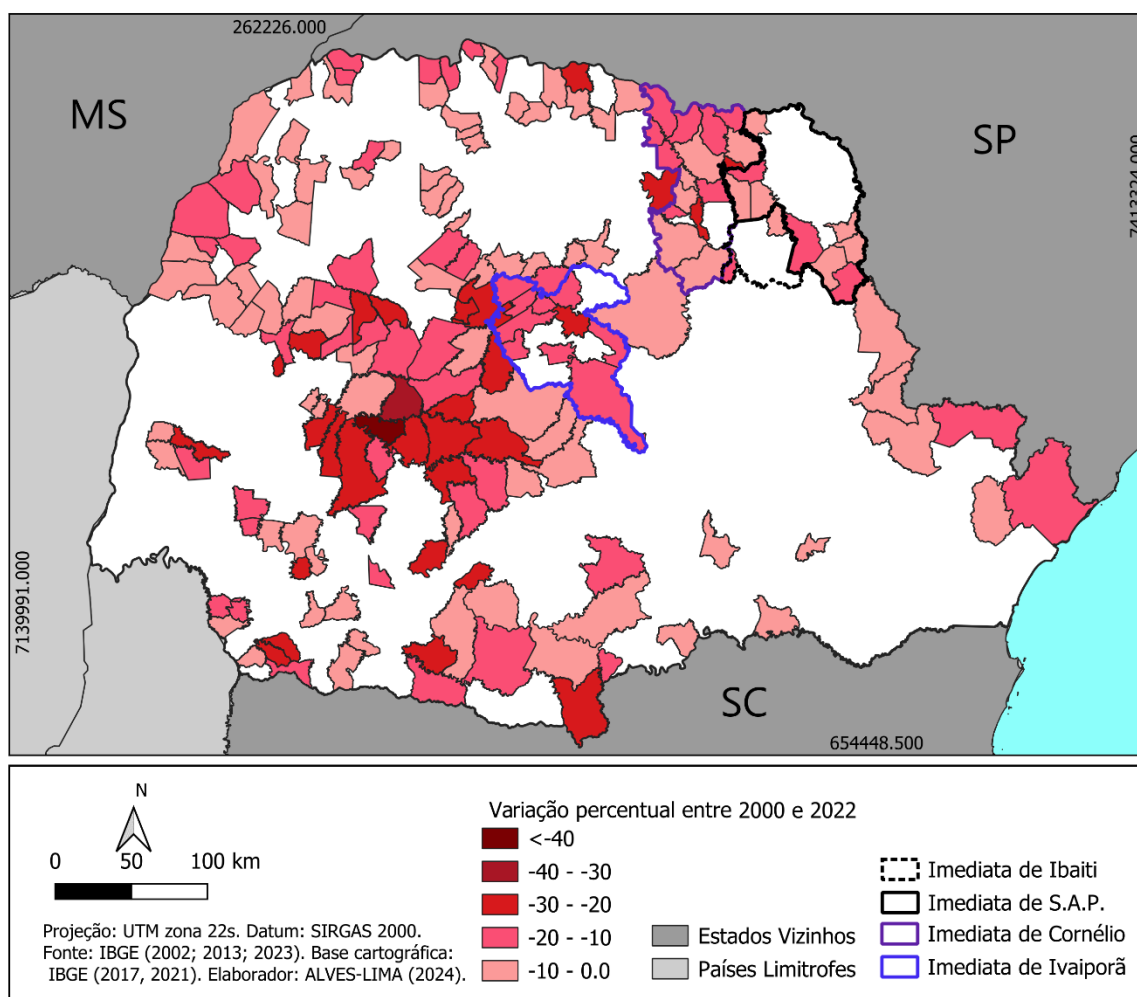 262226.000
MS
SP
7139991.000
SC
654448.500
N
0 50 100 km
Projeção: UTM zona 22s. Datum: SIRGAS 2000.
Fonte: IBGE (2002; 2013; 2023). Base cartográfica:
IBGE (2017, 2021). Elaborador: ALVES-LIMA (2024).
Variação percentual entre 2000 e 2022
<-40
-40 - -30
-30 - -20
-20 - -10
-10 - 0.0
Estados Vizinhos
Países Limitrofes
Imediata de Ibaiti
Imediata de S.A.P.
Imediata de Cornélio
Imediata de Ivaiporã